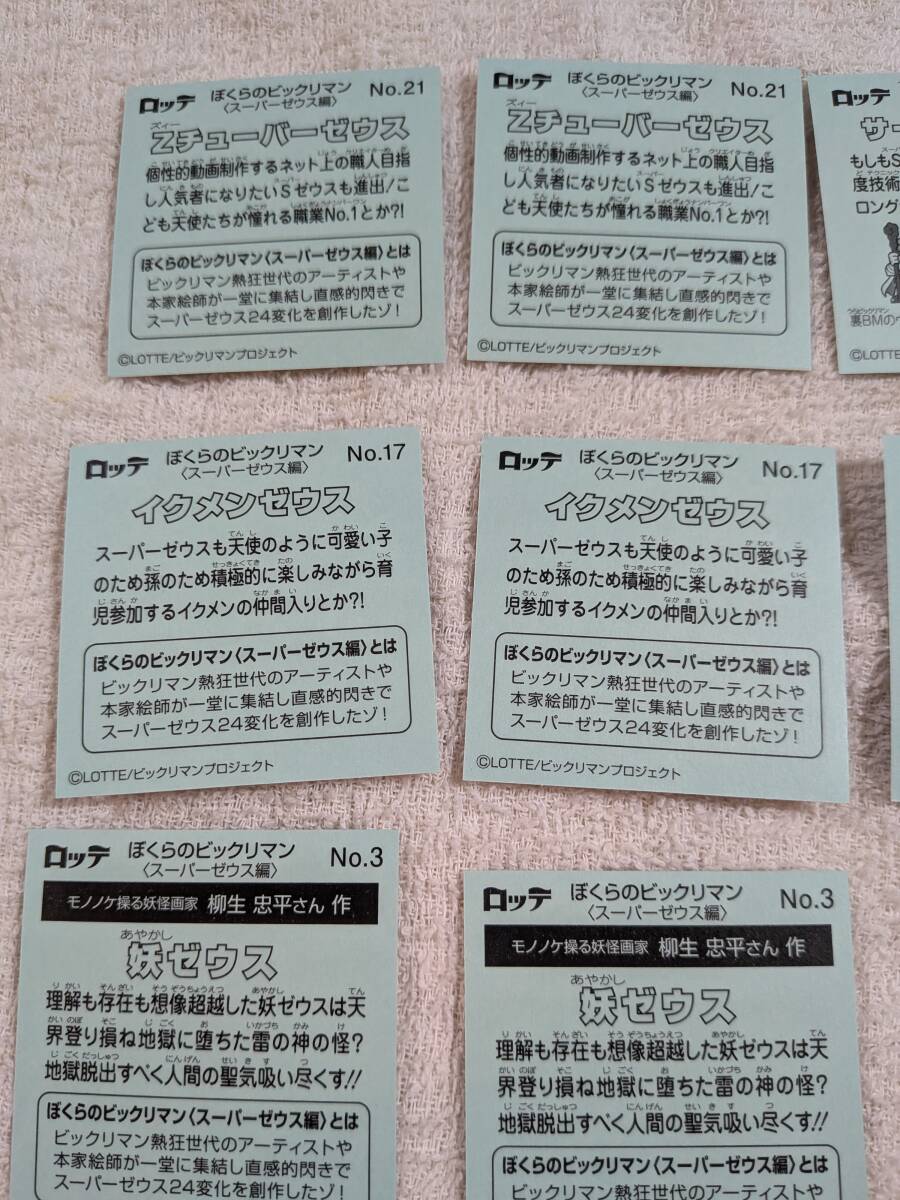 ロッテ ぼくらのビックリマン〈スーパーゼウス編〉 No.21
Zチューバーゼウス
個性的動画制作するネット上の職人目指
し人気者になりたいSゼウスも進出!こ
ども天使たちが憧れる職業No.1とか?!
ぼくらのビックリマン〈スーパーゼウス編〉とは
ビックリマン熱狂世代のアーティストや
本家絵師が一堂に集結し直感的閃きで
スーパーゼウス24変化を創作したゾ!
©LOTTE/ビックリマンプロジェクト
ロッテ ぼくらのビックリマン〈スーパーゼウス編〉 No.21
Zチューバーゼウス
個性的動画制作するネット上の職人目指
し人気者になりたいSゼウスも進出!こ
ども天使たちが憧れる職業No.1とか?!
ぼくらのビックリマン〈スーパーゼウス編〉とは
ビックリマン熱狂世代のアーティストや
本家絵師が一堂に集結し直感的閃きで
スーパーゼウス24変化を創作したゾ!
©LOTTE/ビックリマンプロジェクト
ロッテ
サー
もしもS
度技術
ロング
裏BMの
©LOTTE
ロッテ ぼくらのビックリマン〈スーパーゼウス編〉 No.17
イクメンゼウス
スーパーゼウスも天使のように可愛い子
のため孫のため積極的に楽しみながら育
児参加するイクメンの仲間入りとか?!
ぼくらのビックリマン〈スーパーゼウス編〉とは
ビックリマン熱狂世代のアーティストや
本家絵師が一堂に集結し直感的閃きで
スーパーゼウス24変化を創作したゾ!
©LOTTE/ビックリマンプロジェクト
ロッテ ぼくらのビックリマン〈スーパーゼウス編〉 No.17
イクメンゼウス
スーパーゼウスも天使のように可愛い子
のため孫のため積極的に楽しみながら育
児参加するイクメンの仲間入りとか?!
ぼくらのビックリマン〈スーパーゼウス編〉とは
ビックリマン熱狂世代のアーティストや
本家絵師が一堂に集結し直感的閃きで
スーパーゼウス24変化を創作したゾ!
©LOTTE/ビックリマンプロジェクト
ロッテ ぼくらのビックリマン〈スーパーゼウス編〉 No.3
モノノケ操る妖怪画家 柳生 忠平さん 作
あやかし
妖ゼウス
理解も存在も想像超越した妖ゼウスは天
界登り損ね地獄に堕ちた雷の神の怪?
地獄脱出すべく人間の聖気吸い尽くす!!
ぼくらのビックリマン〈スーパーゼウス編〉とは
ビックリマン熱狂世代のアーティストや
本家絵師が一堂に集結し直感的閃きで
スーパーゼウス24変化を創作したゾ!
ロッテ ぼくらのビックリマン〈スーパーゼウス編〉 No.3
モノノケ操る妖怪画家 柳生 忠平さん 作
あやかし
妖ゼウス
理解も存在も想像超越した妖ゼウスは天
界登り損ね地獄に堕ちた雷の神の怪?
地獄脱出すべく人間の聖気吸い尽くす!!
ぼくらのビックリマン〈スーパーゼウス編〉とは
ビックリマン熱狂世代のアーティストや